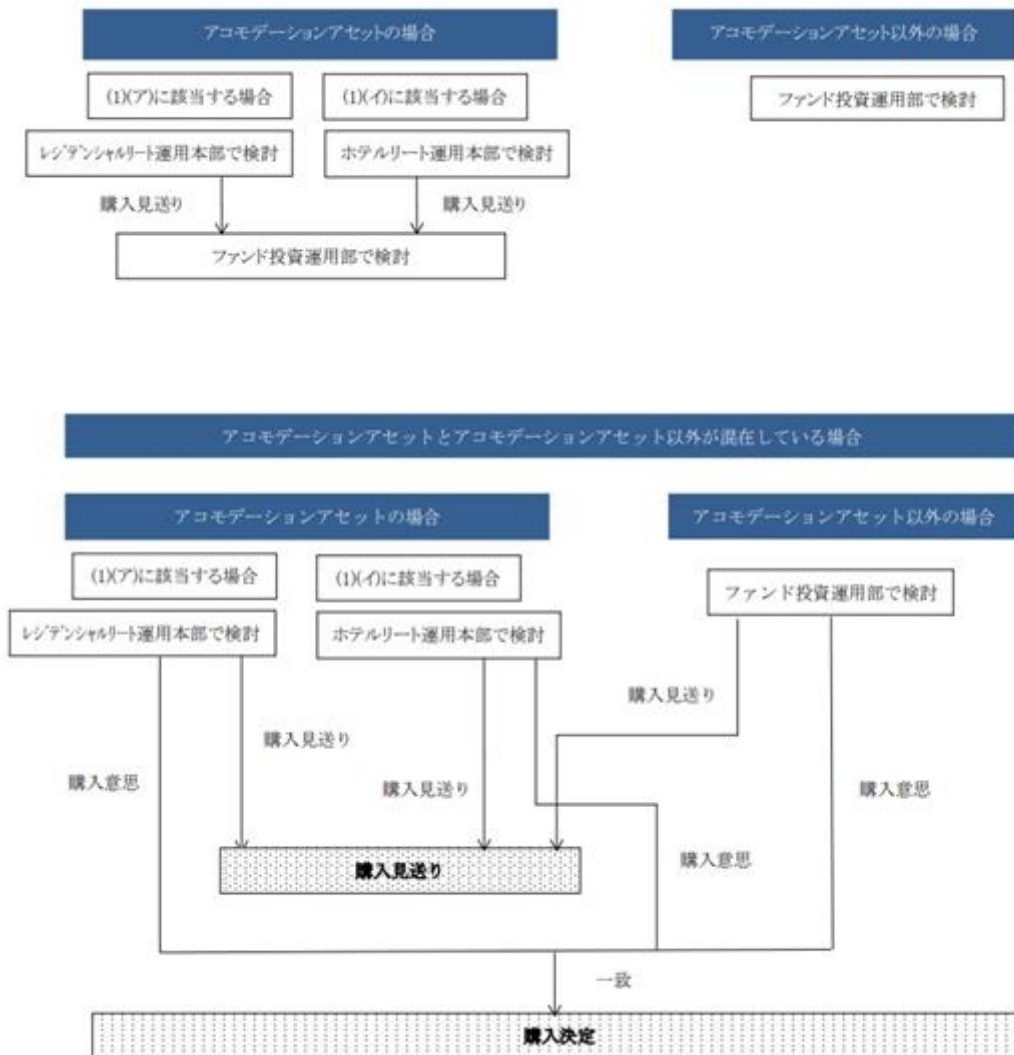 アコモデーションアセットの場合
アコモデーションアセット以外の場合
(1)(ア)に該当する場合
(1)(イ)に該当する場合
ファンド投資運用部で検討
レジデンシャルリート運用本部で検討
ホテルリート運用本部で検討
購入見送り
購入見送り
ファンド投資運用部で検討
アコモデーションアセットとアコモデーションアセット以外が混在している場合
アコモデーションアセットの場合
アコモデーションアセット以外の場合
(1)(ア)に該当する場合
(1)(イ)に該当する場合
ファンド投資運用部で検討
レジデンシャルリート運用本部で検討
ホテルリート運用本部で検討
購入見送り
購入見送り
購入意思
購入見送り
購入意思
購入意思
購入見送り
一致
購入決定